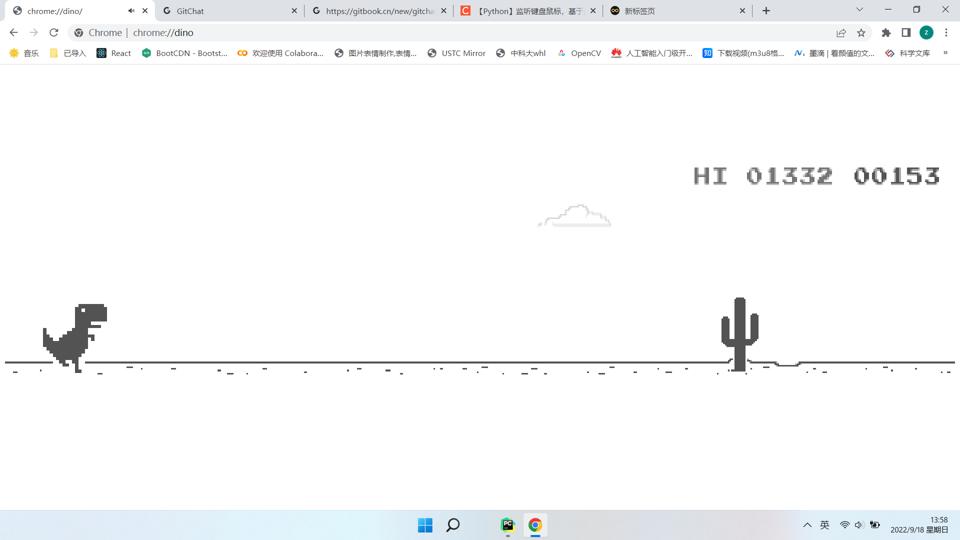 chrome://dino/
GitChat
https://gitbook.cn/new/gitcha
【Python】监听键盘鼠标，基于
新标签页
Chrome | chrome://dino
音乐
已导入
React
BootCDN - Bootst...
欢迎使用 Colabora...
图片表情制作,表情...
USTC Mirror
中科大whl
OpenCV
人工智能入门极开...
下载视频(m3u8格...
墨滴 | 看颜值的文...
科学文库
»
HI 01332 00153
英
13:58
2022/9/18 星期日